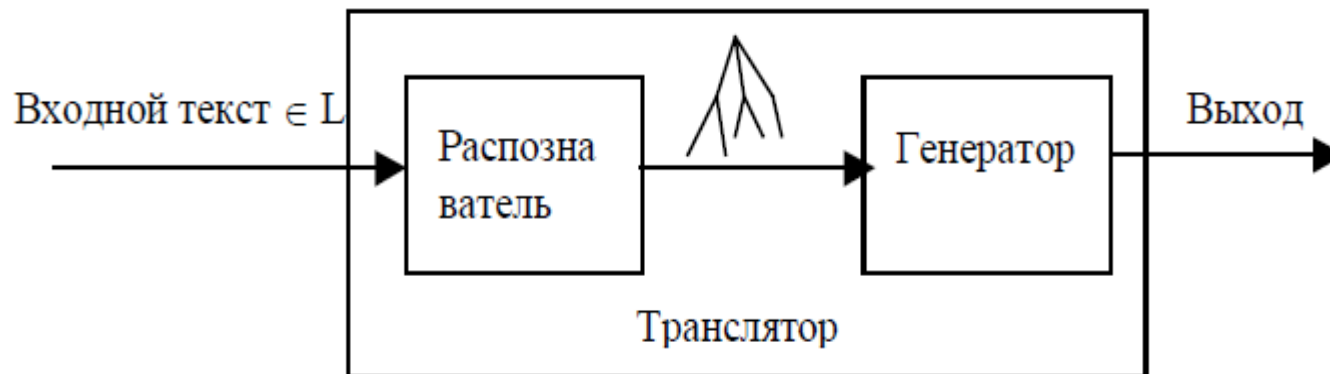 Входной текст ∈ L
Распозна
ватель
Генератор
Выход
Транслятор